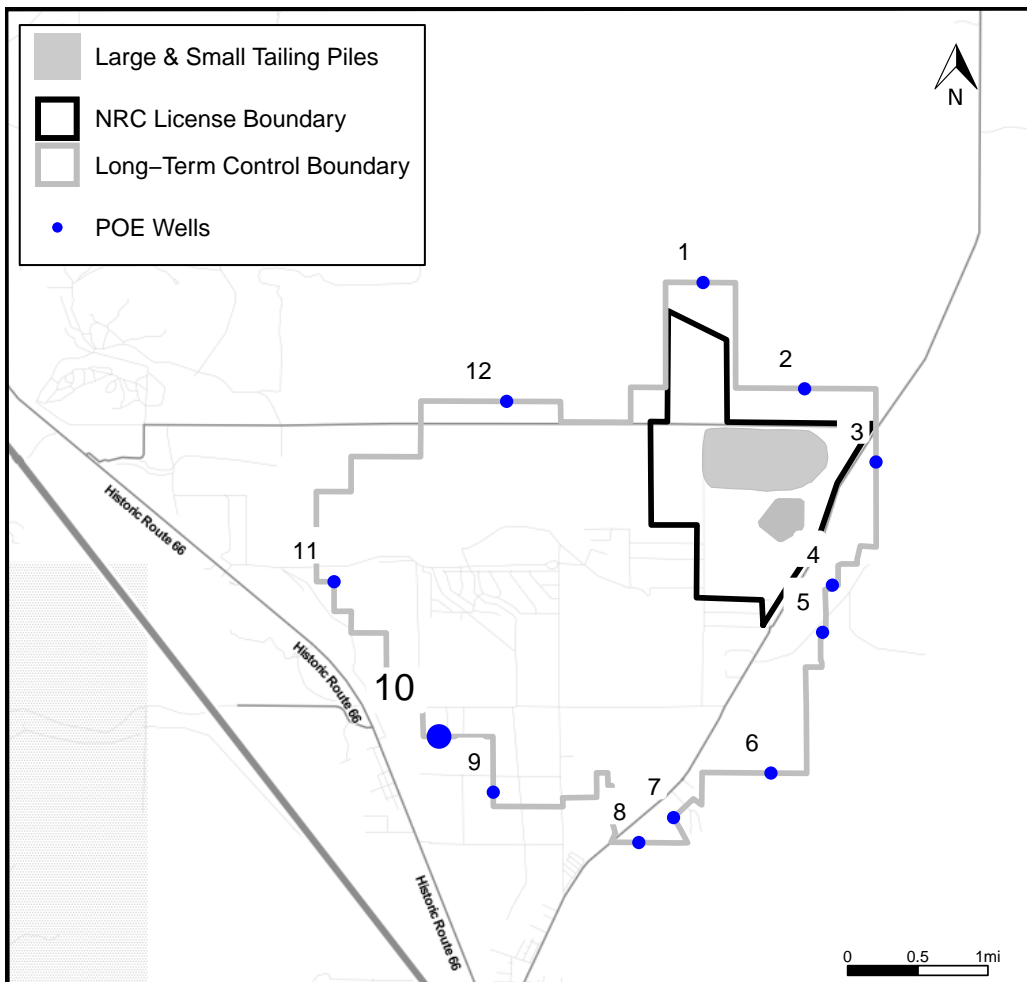 Large & Small Tailing Piles
NRC License Boundary
Long−Term Control Boundary
POE Wells
N
1
2
12
3
Historic Route 66
11
4
5
Historic Route 66
10
6
9
7
8
Historic Route 66
0 0.5 1mi